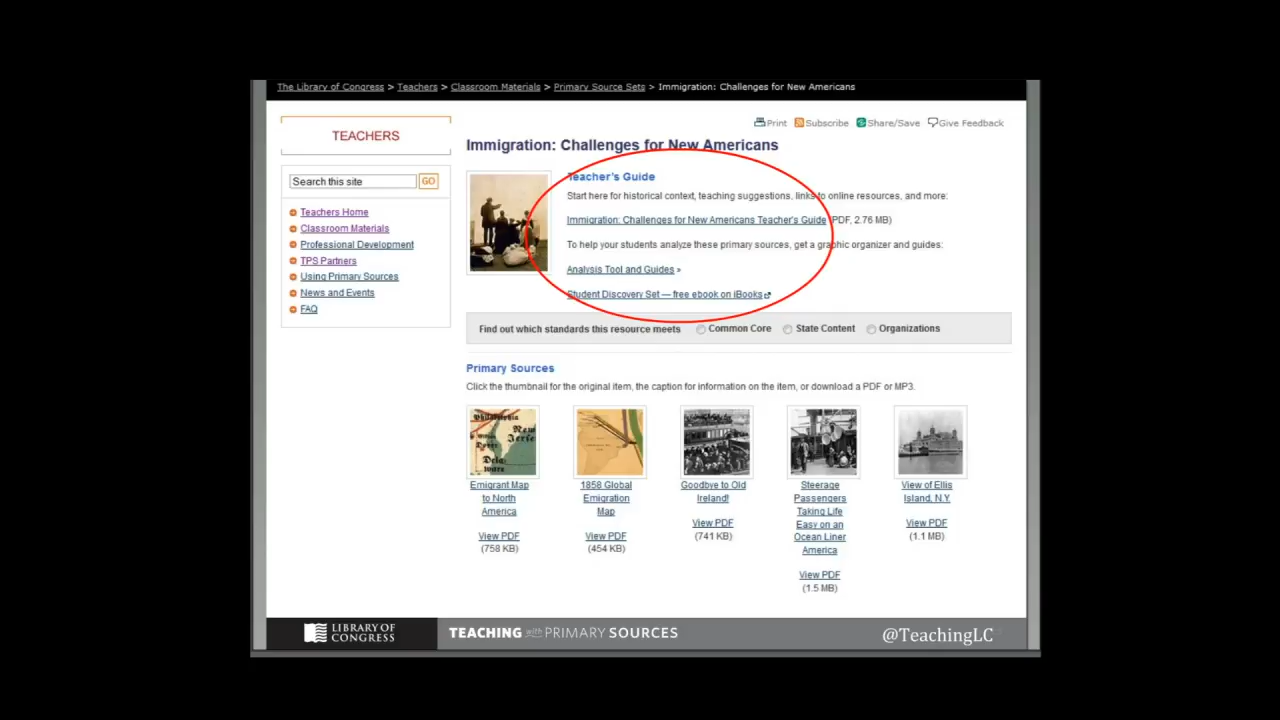 The Library of Congress > Teachers > Classroom Materials > Primary Source Sets > Immigration: Challenges for New Americans
TEACHERS
Print Subscribe Share/Save Give Feedback
Immigration: Challenges for New Americans
Search this site GO
Teachers Home
Classroom Materials
Professional Development
TPS Partners
Using Primary Sources
News and Events
FAQ
Teacher's Guide
Start here for historical context, teaching suggestions, links to online resources, and more:
Immigration: Challenges for New Americans Teacher's Guide (PDF, 2.76 MB)
To help your students analyze these primary sources, get a graphic organizer and guides:
Analysis Tool and Guides »
Student Discovery Set — free ebook on iBooks
Find out which standards this resource meets Common Core State Content Organizations
Primary Sources
Click the thumbnail for the original item, the caption for information on the item, or download a PDF or MP3.
Philadelphia
New
Jerse
Dover
Dela
ware
Emigrant Map
to North
America
View PDF
(758 KB)
1858 Global
Emigration
Map
View PDF
(454 KB)
Goodbye to Old
Ireland!
View PDF
(741 KB)
Steerage
Passengers
Taking Life
Easy on an
Ocean Liner
America
View PDF
(1.5 MB)
View of Ellis
Island, N.Y.
View PDF
(1.1 MB)
LIBRARY OF
CONGRESS
TEACHING with PRIMARY SOURCES
@TeachingLC